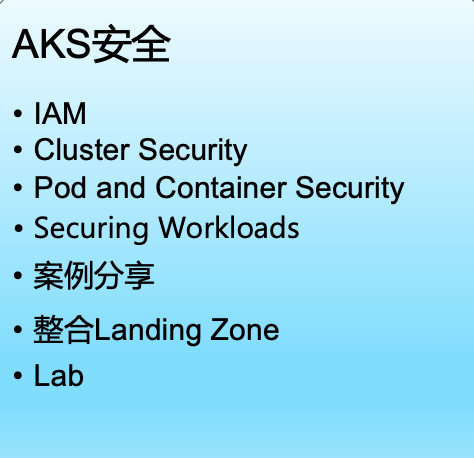 AKS安全
• IAM
• Cluster Security
• Pod and Container Security
• Securing Workloads
• 案例分享
• 整合Landing Zone
• Lab